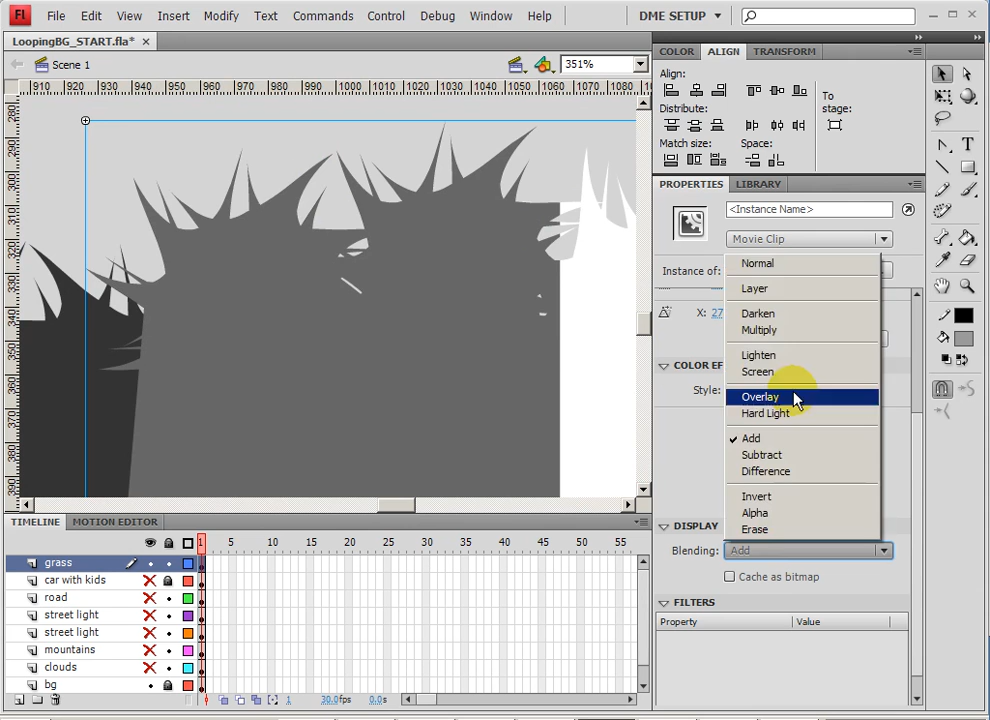 Fl File Edit View Insert Modify Text Commands Control Debug Window Help DME SETUP
LoopingBG_START.fla* ×
Scene 1 351%
910 920 930 940 950 960 970 980 990 1000 1010 1020 1030 1040 1050 1060 1070 1080
280
290
300
310
320
330
340
350
360
370
380
390
COLOR ALIGN TRANSFORM
Align:
To
stage:
Distribute:
Match size: Space:
PROPERTIES LIBRARY
<Instance Name>
Movie Clip
Instance of:
X: 27
COLOR EF
Style:
Normal
Layer
Darken
Multiply
Lighten
Screen
Overlay
Hard Light
Add
Subtract
Difference
Invert
Alpha
Erase
DISPLAY
Blending: Add
Cache as bitmap
FILTERS
Property Value
TIMELINE MOTION EDITOR
1 5 10 15 20 25 30 35 40 45 50 55
grass
car with kids
road
street light
street light
mountains
clouds
bg
1 30.0fps 0.0s